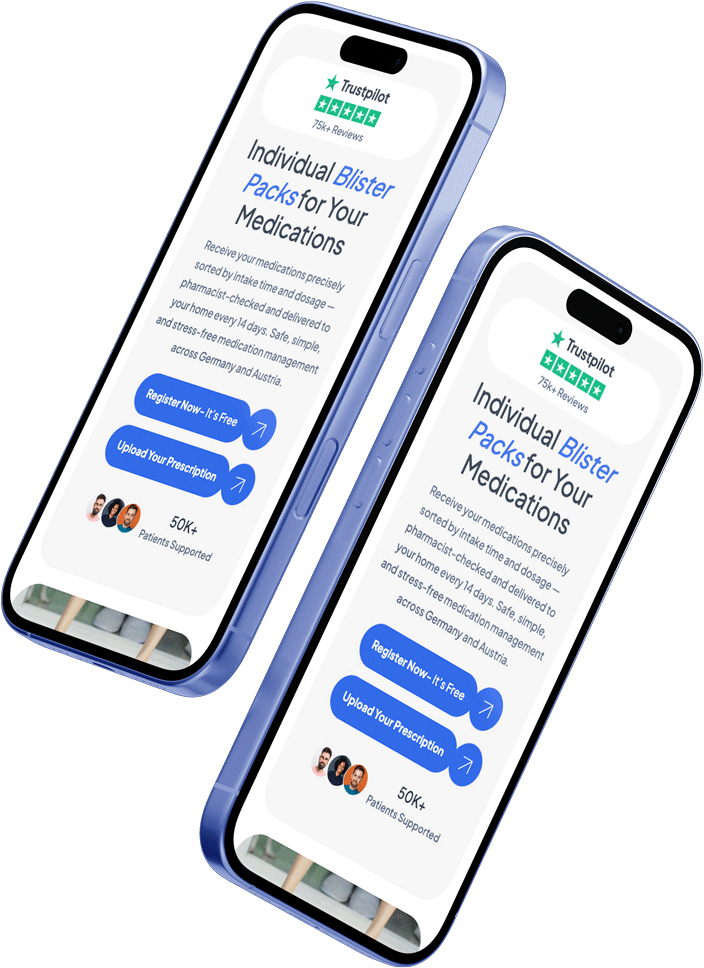 Trustpilot
75k+ Reviews
Individual Blister
Packs for Your
Medications
Receive your medications precisely
sorted by intake time and dosage —
pharmacist-checked and delivered to
your home every 14 days. Safe, simple,
and stress-free medication management
across Germany and Austria.
Register Now- It's Free
Upload Your Prescription
50K+
Patients Supported
Trustpilot
75k+ Reviews
Individual Blister
Packs for Your
Medications
Receive your medications precisely
sorted by intake time and dosage —
pharmacist-checked and delivered to
your home every 14 days. Safe, simple,
and stress-free medication management
across Germany and Austria.
Register Now- It's Free
Upload Your Prescription
50K+
Patients Supported